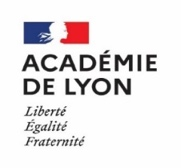 ACADÉMIE
DE LYON
Liberté
Égalité
Fraternité